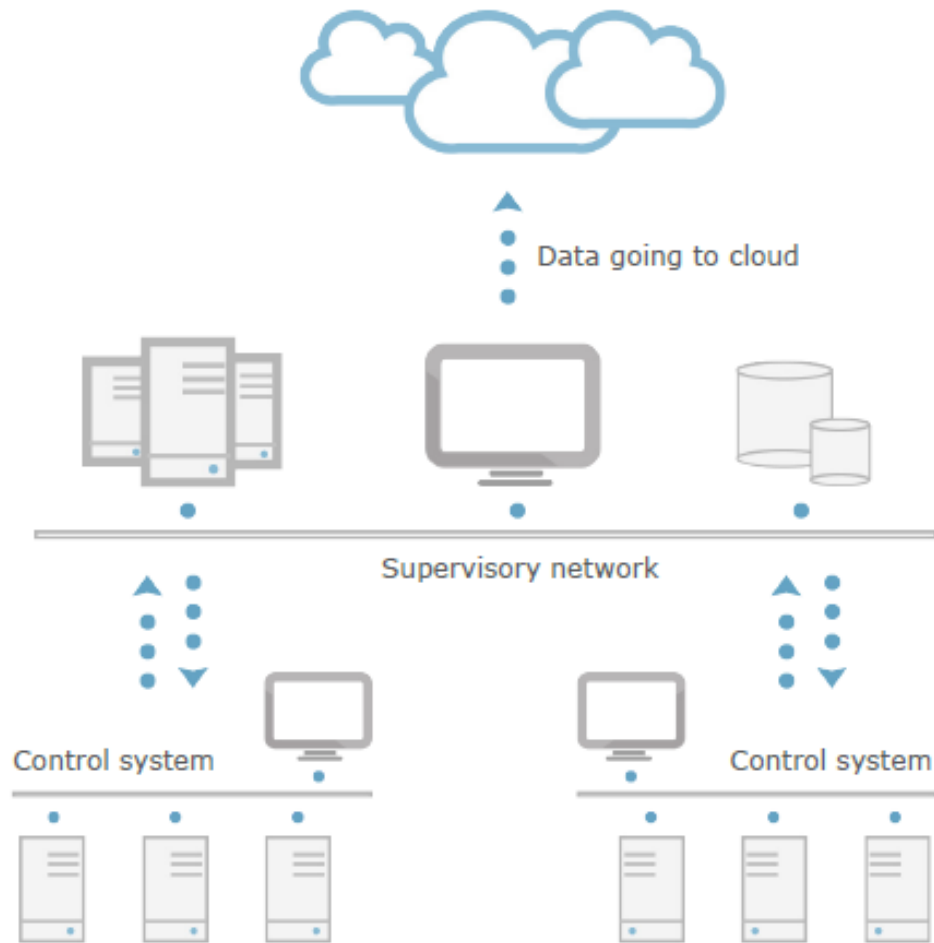 Data going to cloud
Supervisory network
Control system
Control system